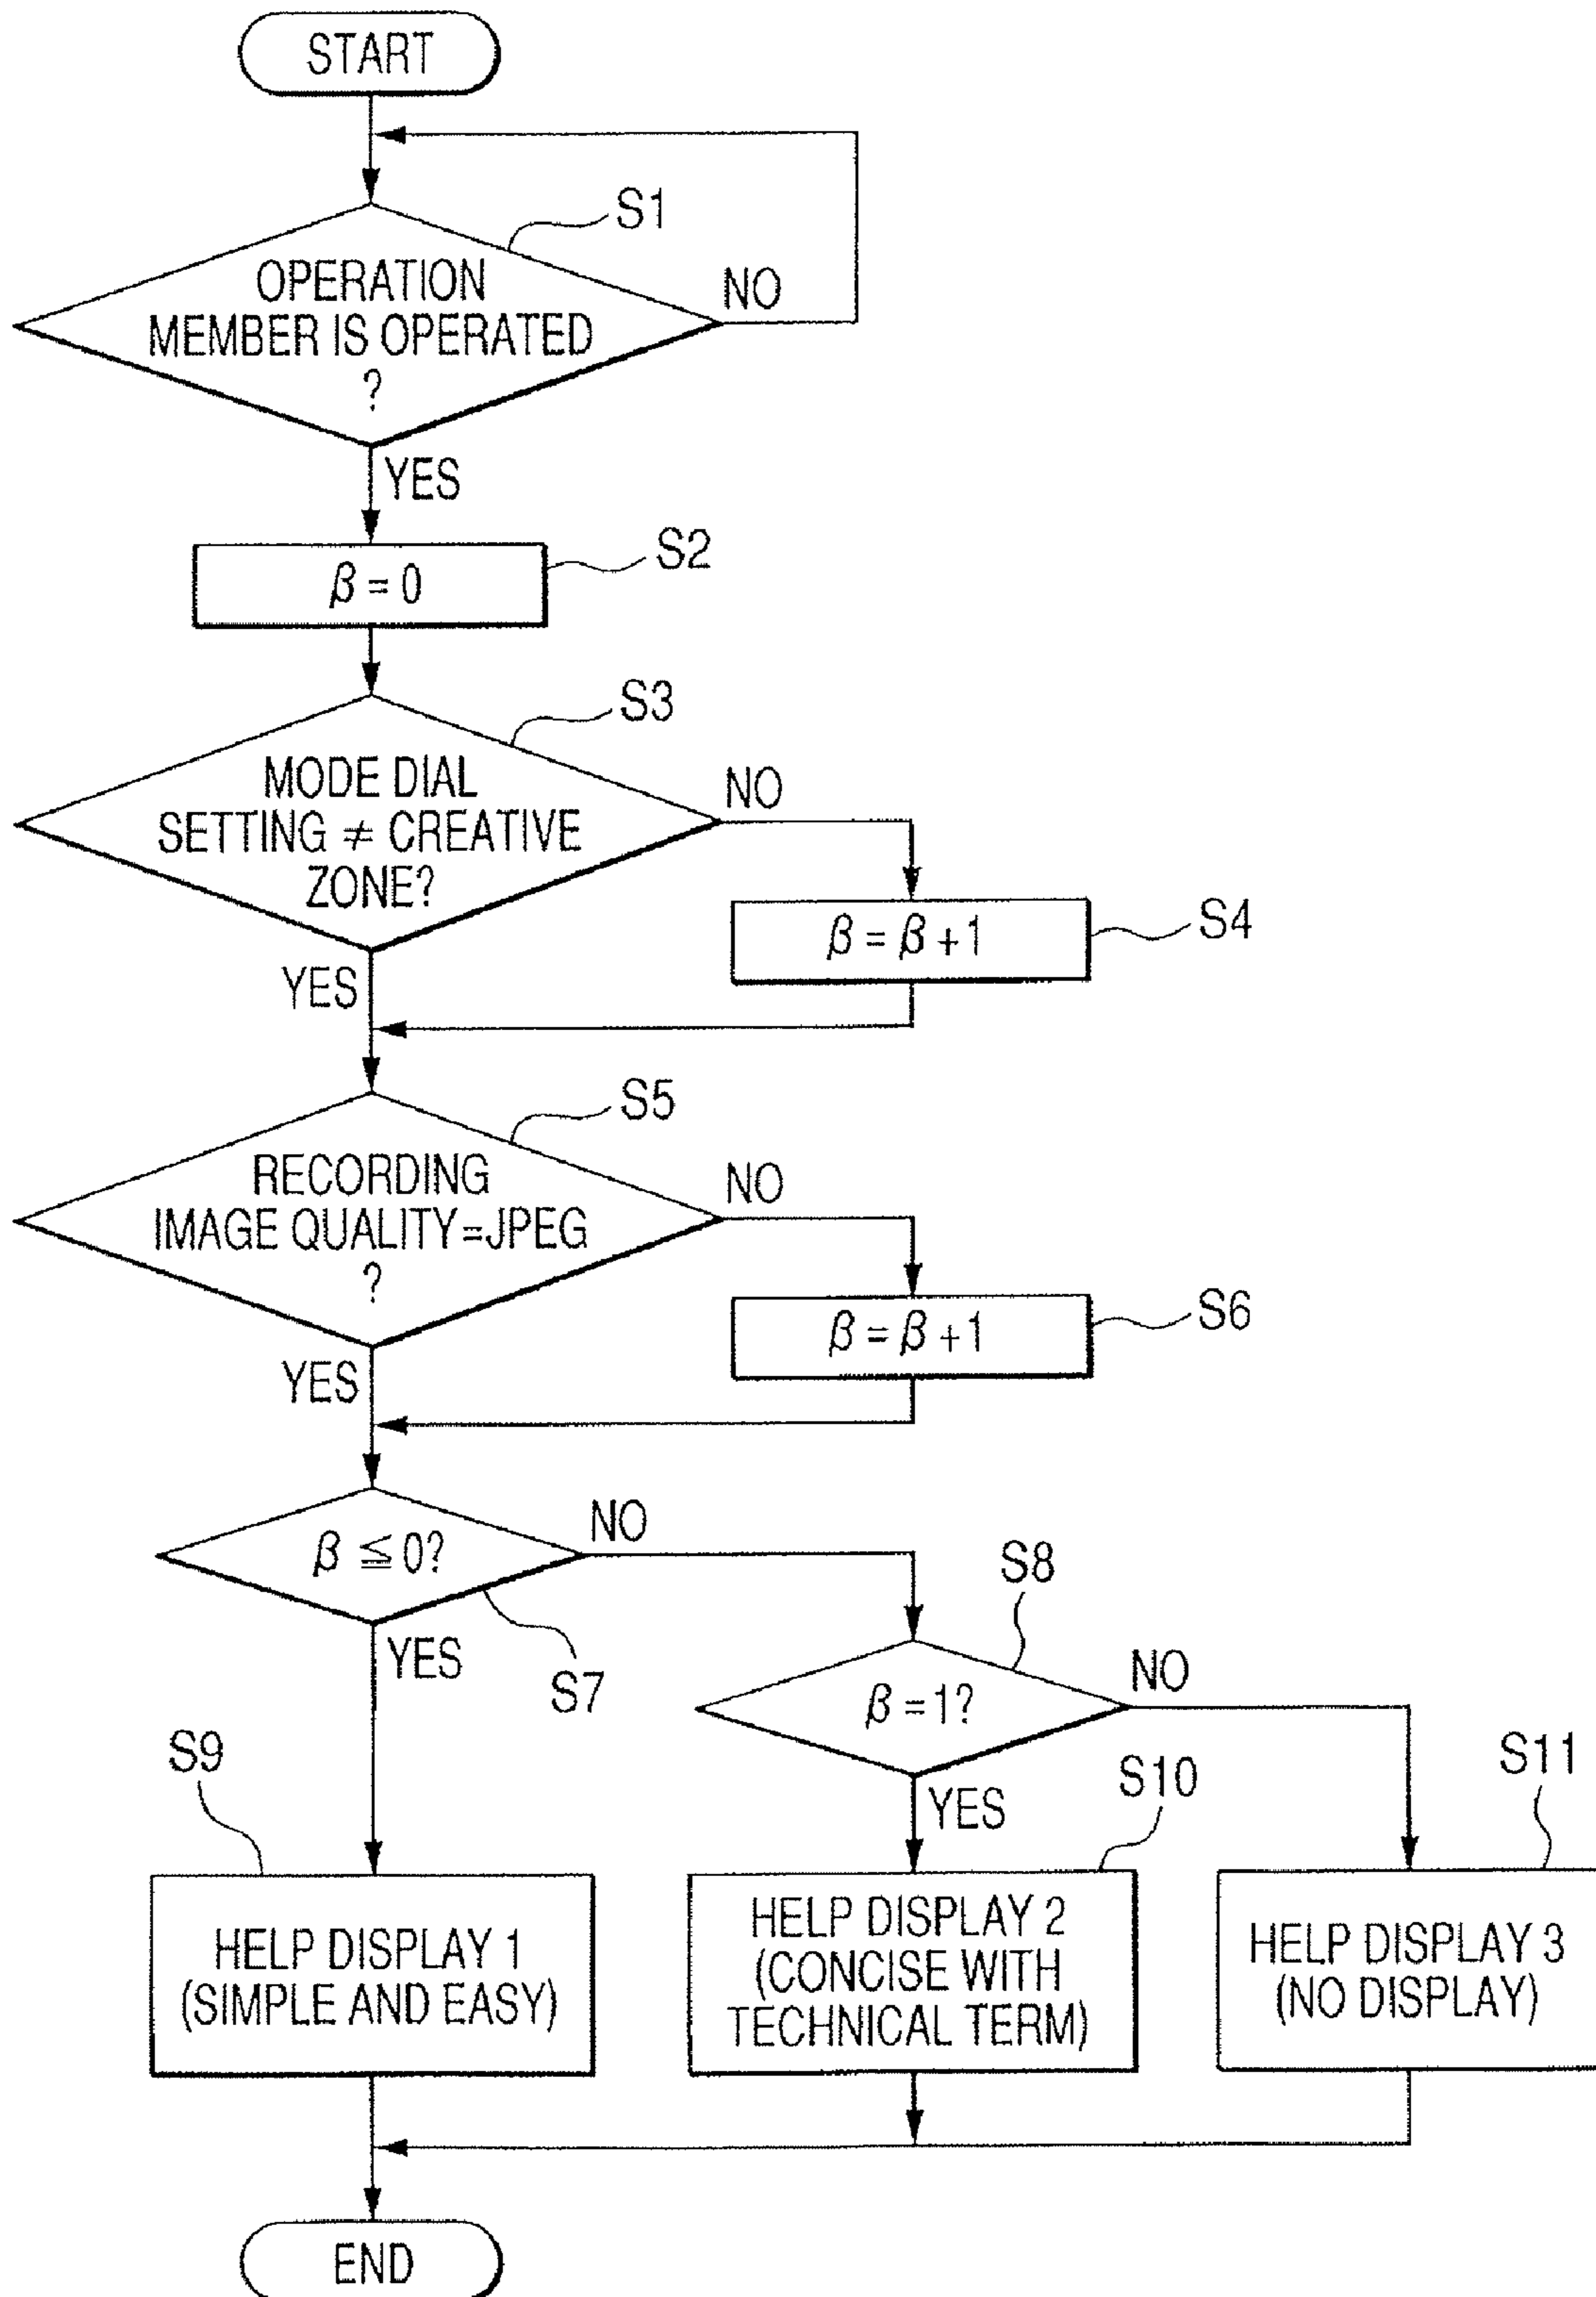 START
S1
OPERATION
MEMBER IS OPERATED
?
NO
YES
S2
β = 0
S3
MODE DIAL
SETTING ≠ CREATIVE
ZONE?
NO
S4
β = β + 1
YES
S5
RECORDING
IMAGE QUALITY=JPEG
?
NO
S6
β = β + 1
YES
β ≦ 0?
NO
S7
YES
S8
β = 1?
NO
YES
S9
HELP DISPLAY 1
(SIMPLE AND EASY)
S10
HELP DISPLAY 2
(CONCISE WITH
TECHNICAL TERM)
S11
HELP DISPLAY 3
(NO DISPLAY)
END